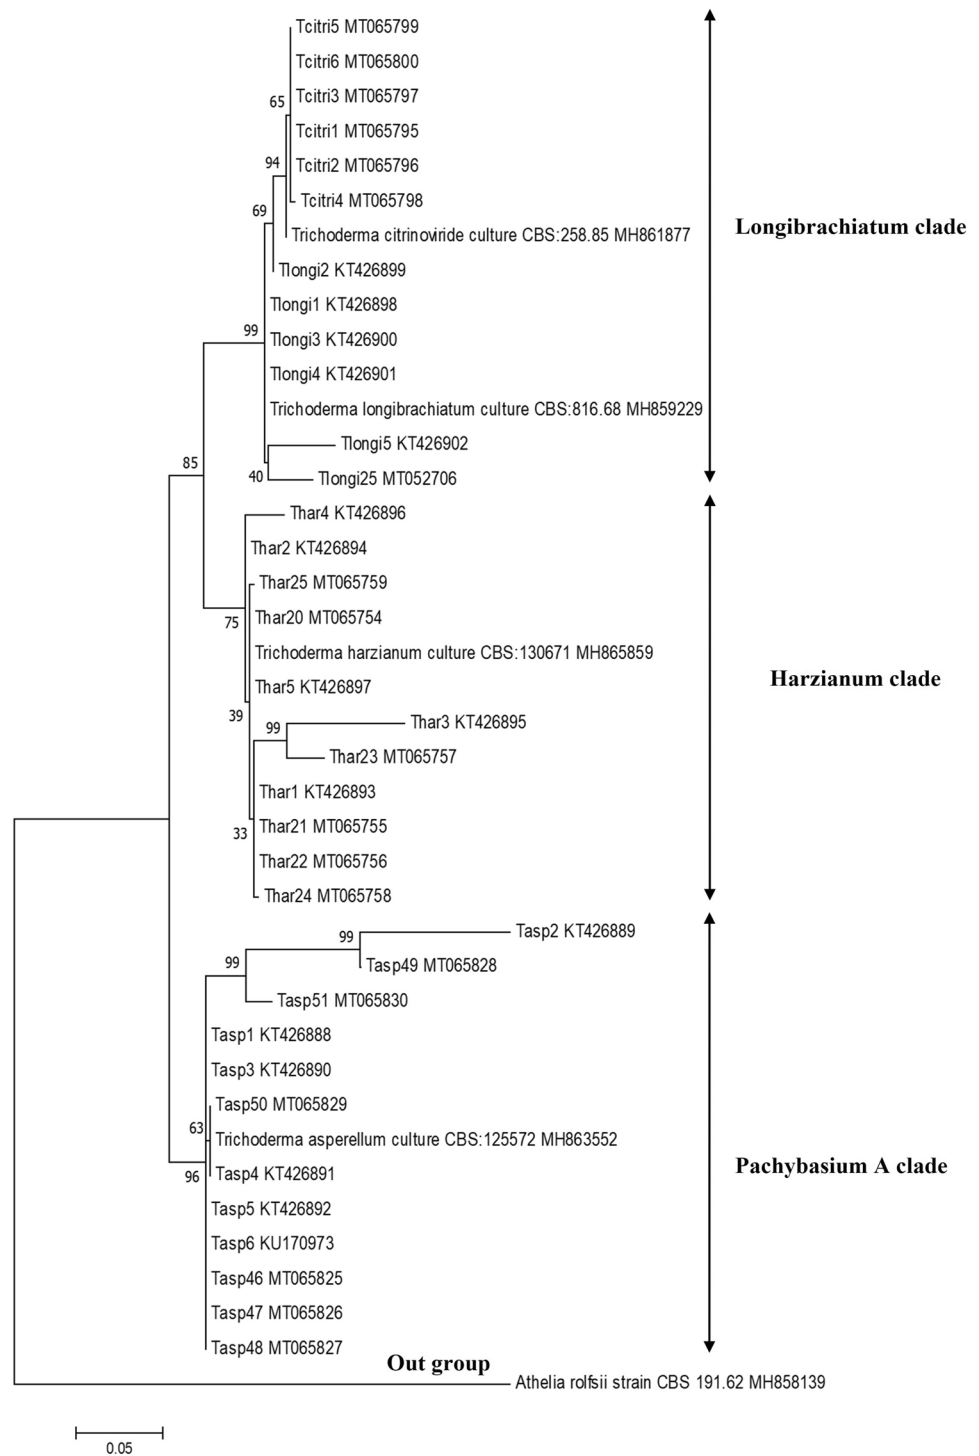 Tcitri5 MT065799
Tcitri6 MT065800
65
Tcitri3 MT065797
Tcitri1 MT065795
94
Tcitri2 MT065796
69
Tcitri4 MT065798
Trichoderma citrinoviride culture CBS:258.85 MH861877
Longibrachiatum clade
Tlongi2 KT426899
Tlongi1 KT426898
99
Tlongi3 KT426900
Tlongi4 KT426901
Trichoderma longibrachiatum culture CBS:816.68 MH859229
Tlongi5 KT426902
85
40
Tlongi25 MT052706
Thar4 KT426896
Thar2 KT426894
Thar25 MT065759
75
Thar20 MT065754
Trichoderma harzianum culture CBS:130671 MH865859
Harzianum clade
Thar5 KT426897
39
Thar3 KT426895
99
Thar23 MT065757
Thar1 KT426893
33
Thar21 MT065755
Thar22 MT065756
Thar24 MT065758
Tasp2 KT426889
99
99
Tasp49 MT065828
Tasp51 MT065830
Tasp1 KT426888
Tasp3 KT426890
Tasp50 MT065829
63
Trichoderma asperellum culture CBS:125572 MH863552
Pachybasium A clade
96
Tasp4 KT426891
Tasp5 KT426892
Tasp6 KU170973
Tasp46 MT065825
Tasp47 MT065826
Tasp48 MT065827
Out group
Athelia rolfsii strain CBS 191.62 MH858139
0.05